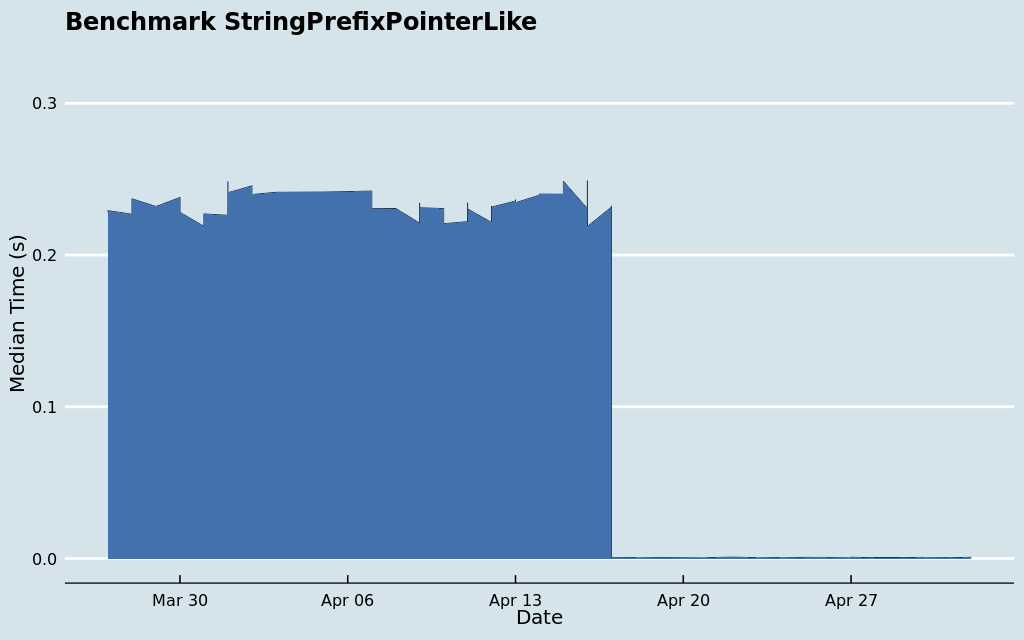 Benchmark StringPrefixPointerLike
Median Time (s)
0.3
0.2
0.1
0.0
Mar 30 Apr 06 Apr 13 Apr 20 Apr 27
Date